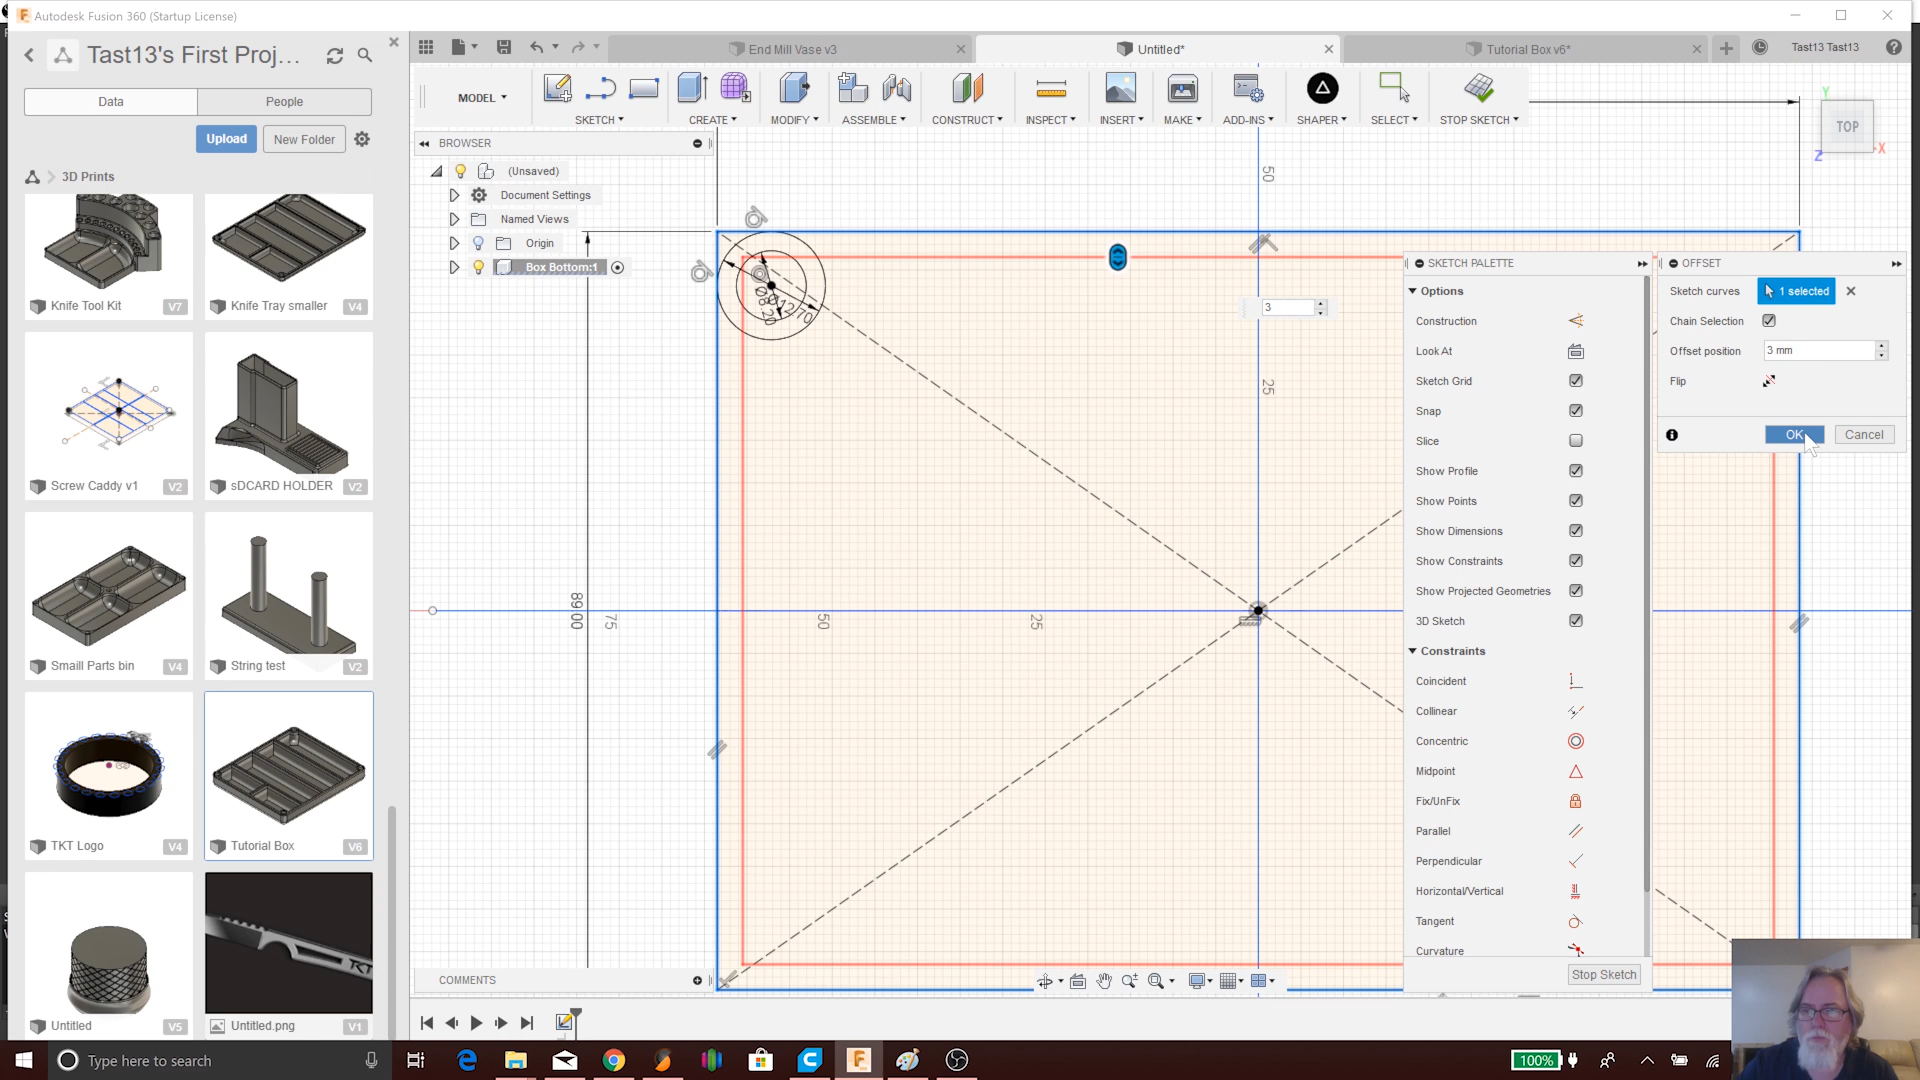 Autodesk Fusion 360 (Startup License)
Tast13's First Proj...
Data
People
Upload
New Folder
3D Prints
Knife Tool Kit
V7
Knife Tray smaller
V4
Screw Caddy v1
V2
sDCARD HOLDER
V2
Smaill Parts bin
V4
String test
V2
TKT Logo
V4
Tutorial Box
V6
Untitled
V5
Untitled.png
V1
End Mill Vase v3
Untitled*
Tutorial Box v6*
Tast13 Tast13
MODEL
SKETCH
CREATE
MODIFY
ASSEMBLE
CONSTRUCT
INSPECT
INSERT
MAKE
ADD-INS
SHAPER
SELECT
STOP SKETCH
BROWSER
(Unsaved)
Document Settings
Named Views
Origin
Box Bottom:1
TOP
Y
X
Z
50
25
Ø12.70
Ø8.20
3
89.00
75
50
25
SKETCH PALETTE
Options
Construction
Look At
Sketch Grid
Snap
Slice
Show Profile
Show Points
Show Dimensions
Show Constraints
Show Projected Geometries
3D Sketch
Constraints
Coincident
Collinear
Concentric
Midpoint
Fix/UnFix
Parallel
Perpendicular
Horizontal/Vertical
Tangent
Curvature
Stop Sketch
OFFSET
Sketch curves
1 selected
Chain Selection
Offset position
3 mm
Flip
OK
Cancel
COMMENTS
Type here to search
100%
TKT